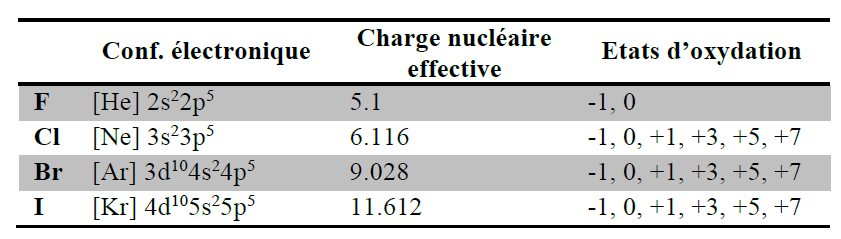 Conf. électronique Charge nucléaire effective Etats d’oxydation
F [He] 2s²2p⁵ 5.1 -1, 0
Cl [Ne] 3s²3p⁵ 6.116 -1, 0, +1, +3, +5, +7
Br [Ar] 3d¹⁰4s²4p⁵ 9.028 -1, 0, +1, +3, +5, +7
I [Kr] 4d¹⁰5s²5p⁵ 11.612 -1, 0, +1, +3, +5, +7